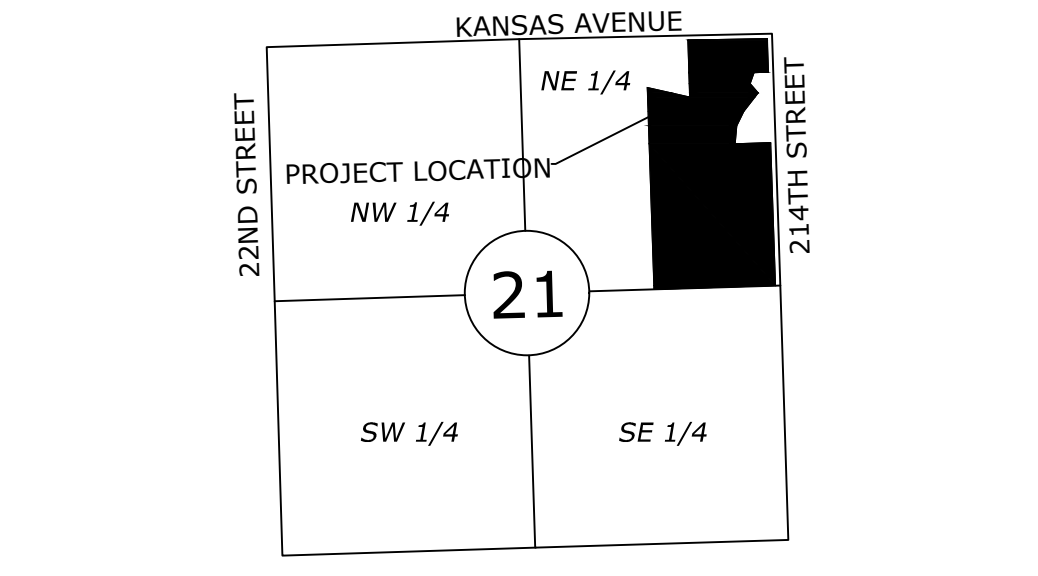 KANSAS AVENUE
NE 1/4
22ND STREET
214TH STREET
PROJECT LOCATION
NW 1/4
21
SW 1/4
SE 1/4